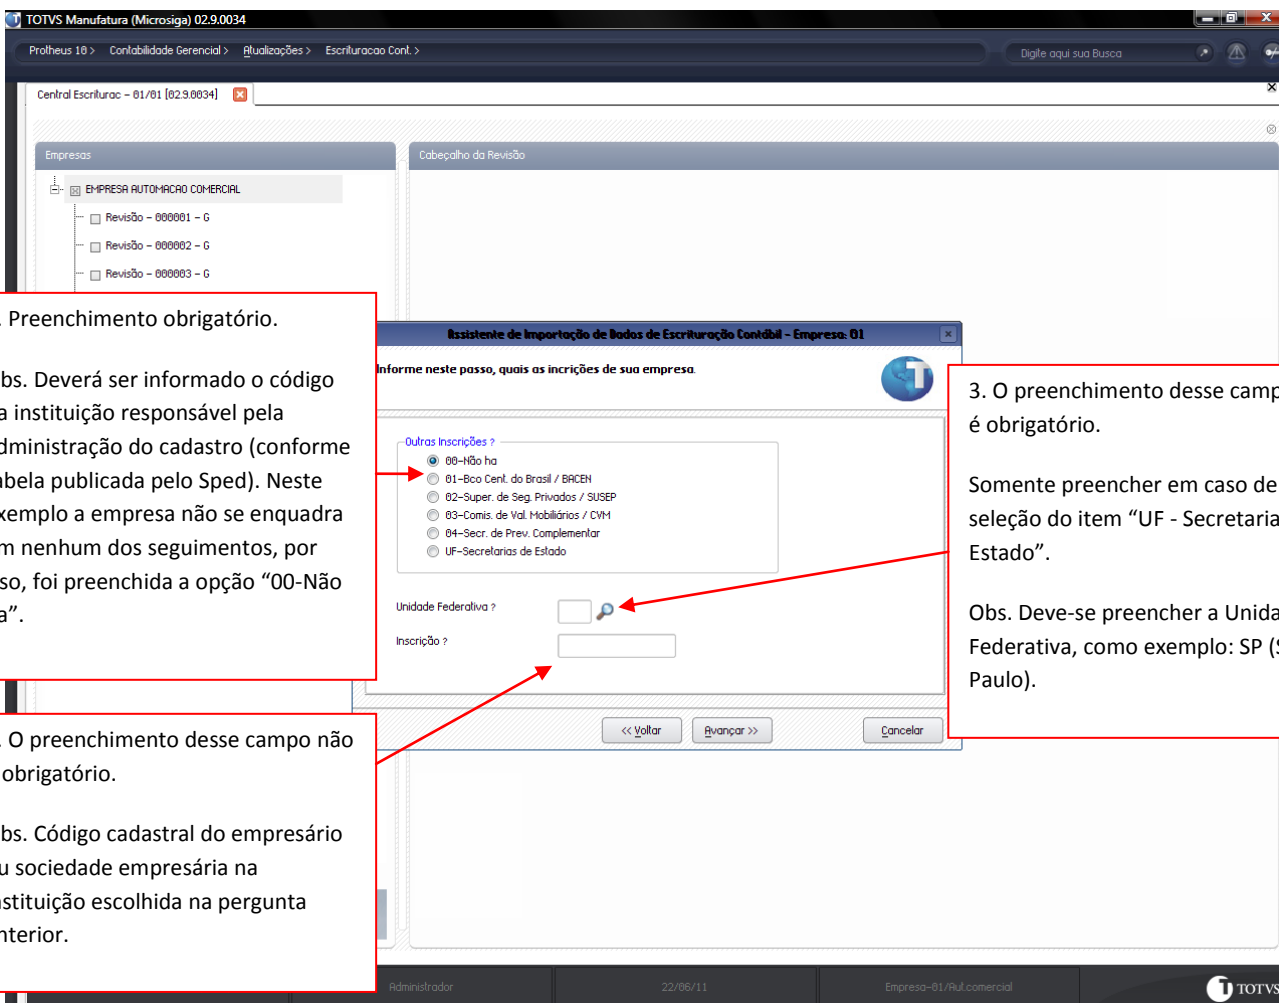 TOTVS Manufatura (Microsiga) 02.9.0034
Protheus 10 > Contabilidade Gerencial > Atualizações > Escrituracao Cont. >
Digite aqui sua Busca
Central Escriturac - 01/01 [02.9.0034]
Empresas
Cabeçalho da Revisão
EMPRESA AUTOMACAO COMERCIAL
Revisão - 000001 - G
Revisão - 000002 - G
Revisão - 000003 - G
. Preenchimento obrigatório.
bs. Deverá ser informado o código
a instituição responsável pela
dministração do cadastro (conforme
abela publicada pelo Sped). Neste
xemplo a empresa não se enquadra
m nenhum dos seguimentos, por
so, foi preenchida a opção “00-Não
a”.
Assistente de Importação de Dados de Escrituração Contábil - Empresa: 01
Informe neste passo, quais as incrições de sua empresa.
Outras Inscrições ?
00-Não ha
01-Bco Cent. do Brasil / BACEN
02-Super. de Seg. Privados / SUSEP
03-Comis. de Val. Mobiliários / CVM
04-Secr. de Prev. Complementar
UF-Secretarias de Estado
Unidade Federativa ?
Inscrição ?
<< Voltar
Avançar >>
Cancelar
3. O preenchimento desse camp
é obrigatório.
Somente preencher em caso de
seleção do item “UF - Secretaria
Estado”.
Obs. Deve-se preencher a Unida
Federativa, como exemplo: SP (S
Paulo).
. O preenchimento desse campo não
obrigatório.
bs. Código cadastral do empresário
u sociedade empresária na
nstituição escolhida na pergunta
nterior.
Administrador
22/06/11
Empresa-01/Aut.comercial
TOTVS